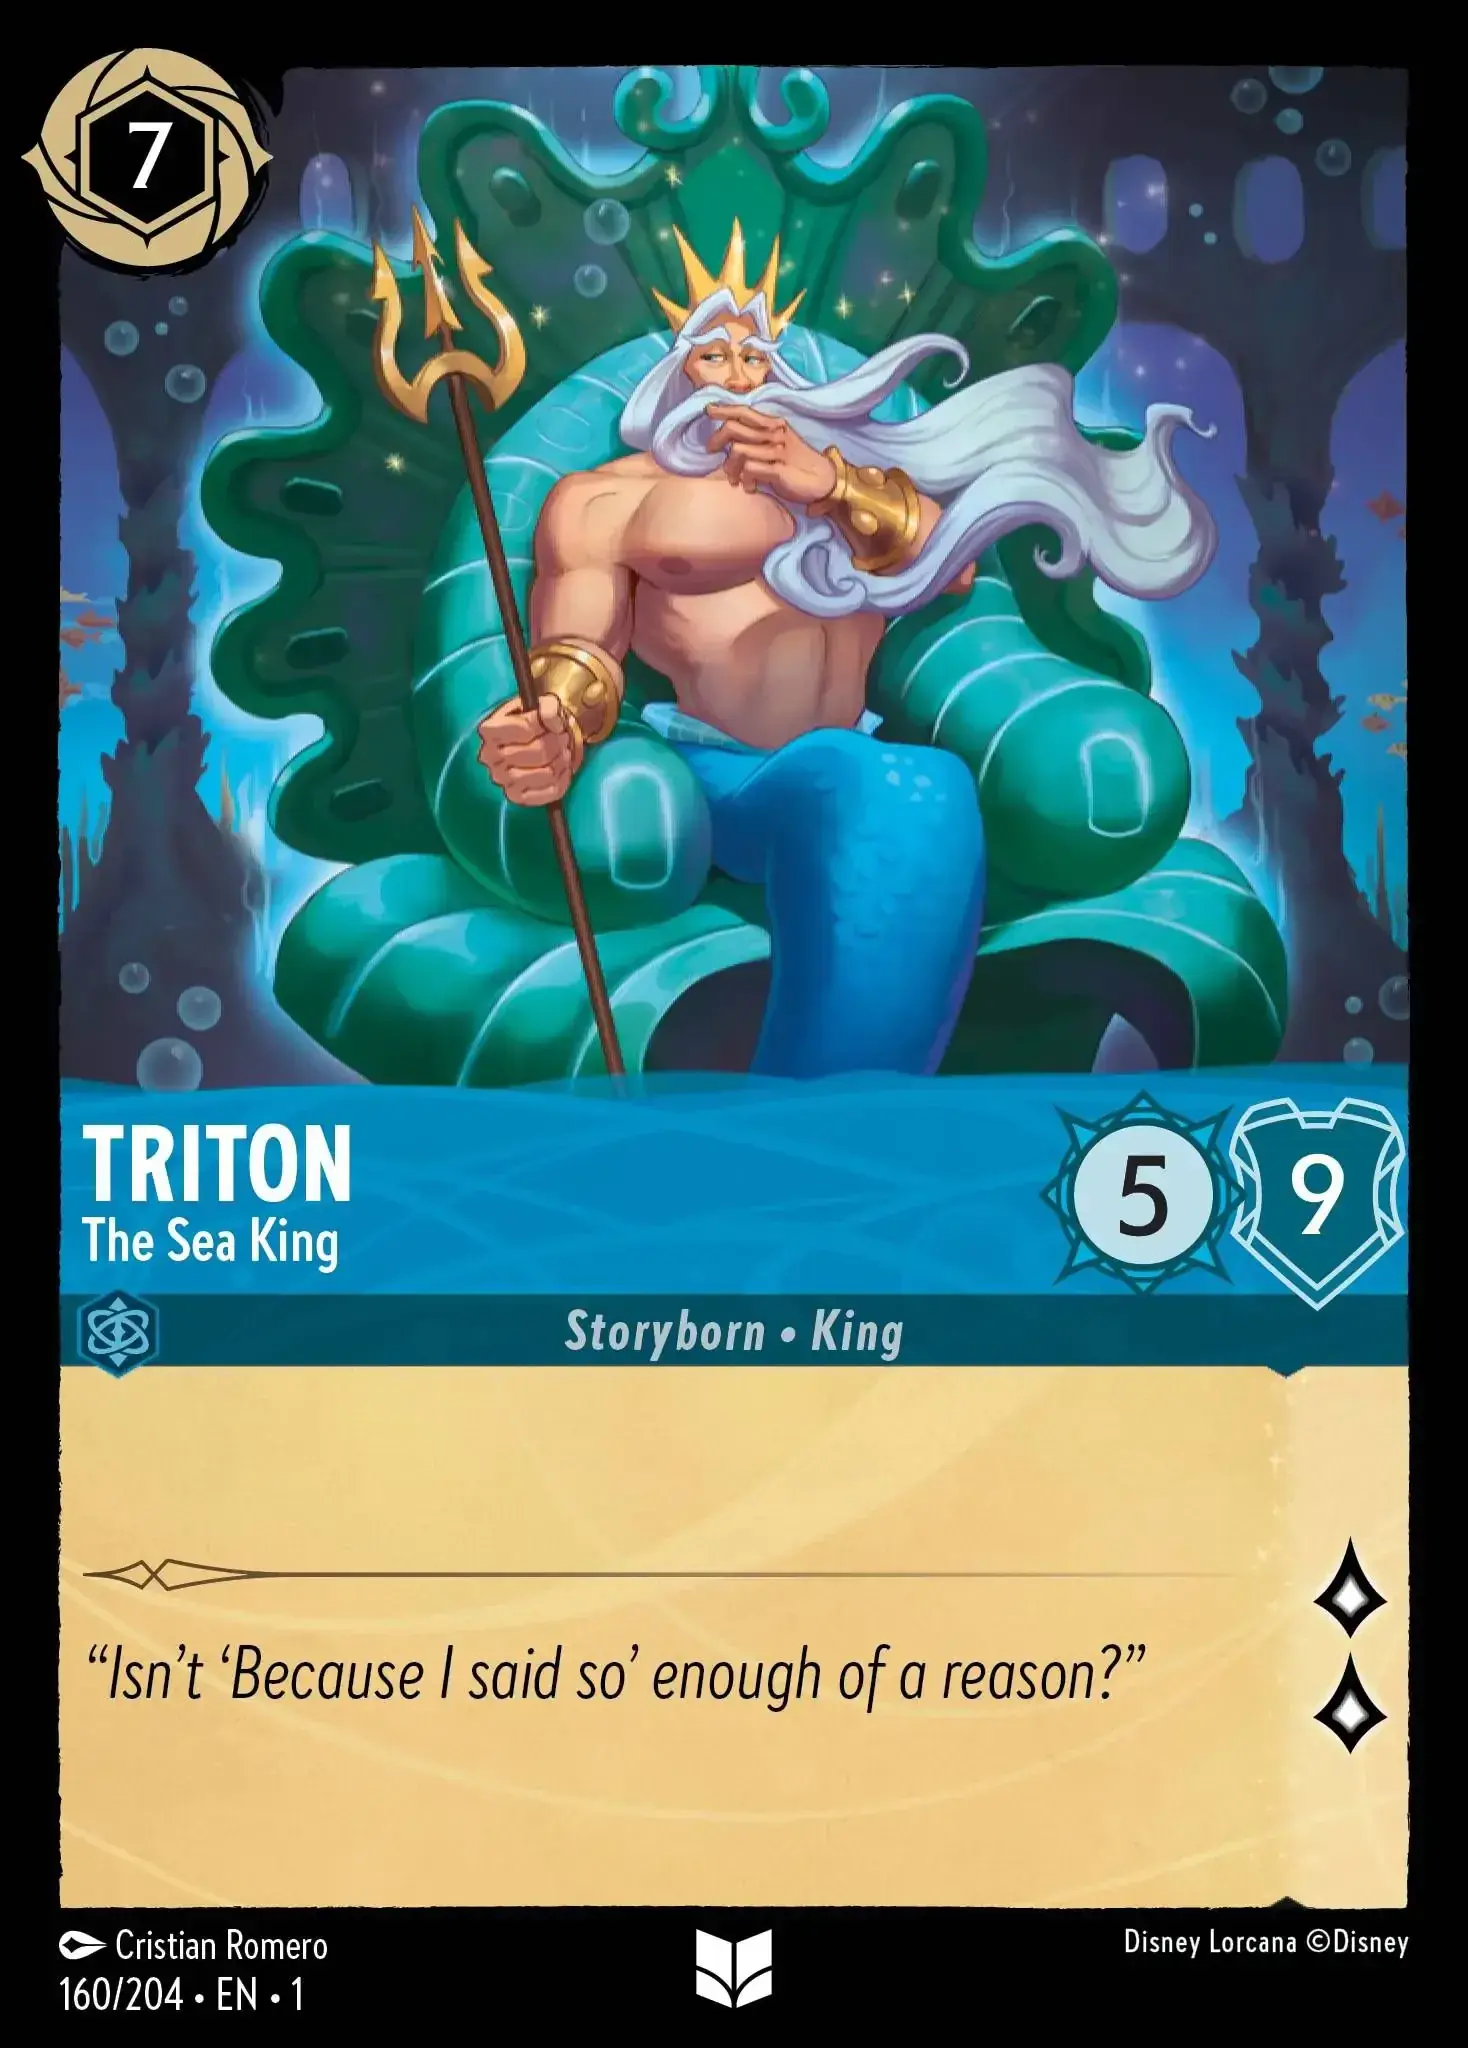 7
TRITON
The Sea King
5
9
Storyborn • King
“Isn’t ‘Because I said so’ enough of a reason?”
Cristian Romero
160/204 • EN • 1
Disney Lorcana ©Disney